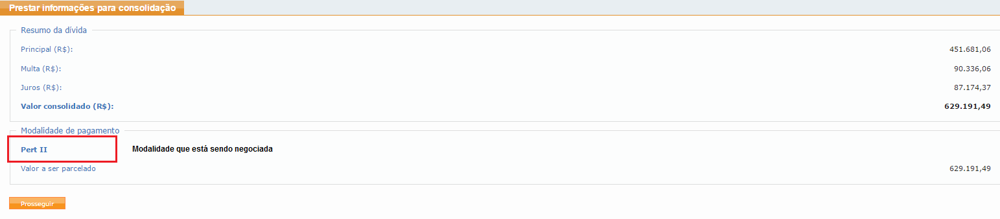 Prestar informações para consolidação
Resumo da dívida
Principal (R$): 451.681,06
Multa (R$): 90.336,06
Juros (R$): 87.174,37
Valor consolidado (R$): 629.191,49
Modalidade de pagamento
Pert II Modalidade que está sendo negociada
Valor a ser parcelado 629.191,49
Prosseguir